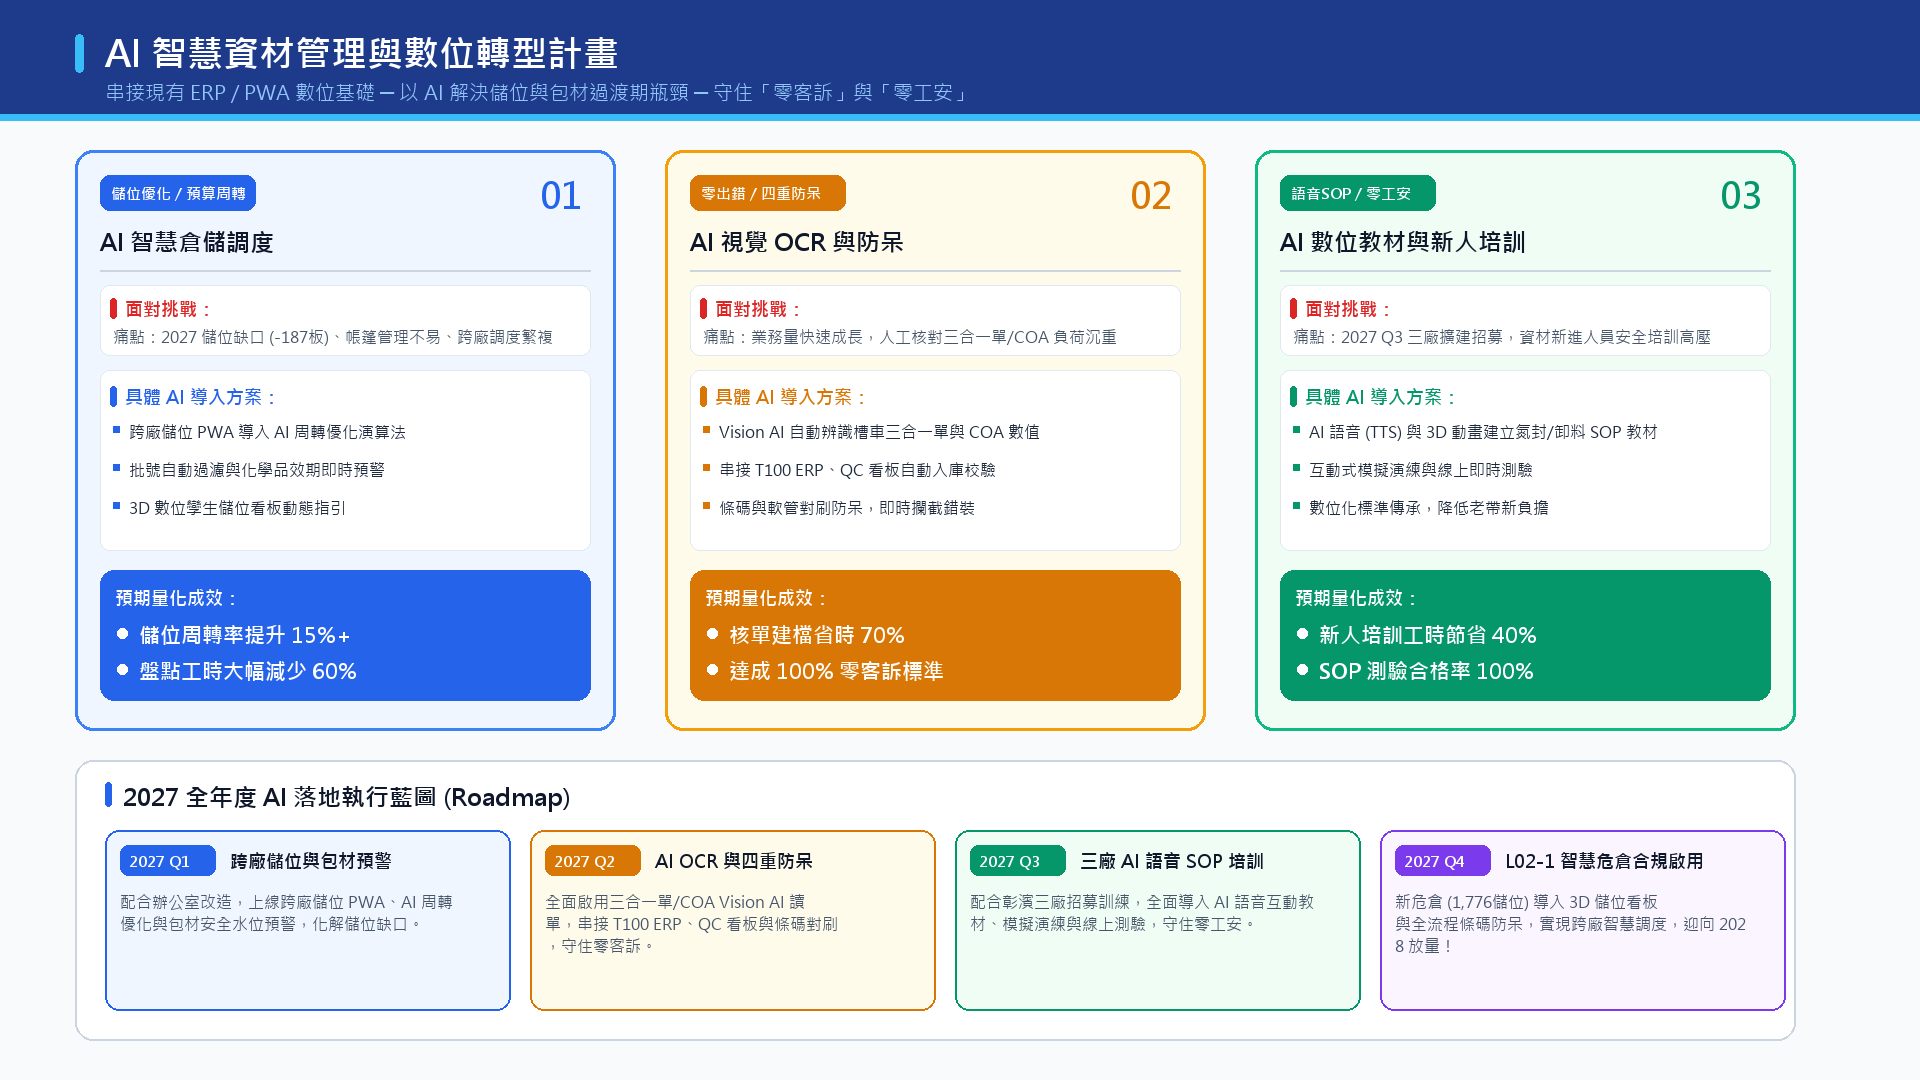 AI 智慧資材管理與數位轉型計畫
串接現有 ERP / PWA 數位基礎 ─ 以 AI 解決儲位與包材過渡期瓶頸 ─ 守住「零客訴」與「零工安」
儲位優化 / 預算周轉
01
AI 智慧倉儲調度
面對挑戰：
痛點：2027 儲位缺口 (-187板)、帳篷管理不易、跨廠調度繁複
具體 AI 導入方案：
跨廠儲位 PWA 導入 AI 周轉優化演算法
批號自動過濾與化學品效期即時預警
3D 數位孿生儲位看板動態指引
預期量化成效：
儲位周轉率提升 15%+
盤點工時大幅減少 60%
零出錯 / 四重防呆
02
AI 視覺 OCR 與防呆
面對挑戰：
痛點：業務量快速成長，人工核對三合一單/COA 負荷沉重
具體 AI 導入方案：
Vision AI 自動辨識槽車三合一單與 COA 數值
串接 T100 ERP、QC 看板自動入庫校驗
條碼與軟管對刷防呆，即時攔截錯裝
預期量化成效：
核單建檔省時 70%
達成 100% 零客訴標準
語音SOP / 零工安
03
AI 數位教材與新人培訓
面對挑戰：
痛點：2027 Q3 三廠擴建招募，資材新進人員安全培訓高壓
具體 AI 導入方案：
AI 語音 (TTS) 與 3D 動畫建立氮封/卸料 SOP 教材
互動式模擬演練與線上即時測驗
數位化標準傳承，降低老帶新負擔
預期量化成效：
新人培訓工時節省 40%
SOP 測驗合格率 100%
2027 全年度 AI 落地執行藍圖 (Roadmap)
2027 Q1
跨廠儲位與包材預警
配合辦公室改造，上線跨廠儲位 PWA、AI 周轉
優化與包材安全水位預警，化解儲位缺口。
2027 Q2
AI OCR 與四重防呆
全面啟用三合一單/COA Vision AI 讀
單，串接 T100 ERP、QC 看板與條碼對刷
，守住零客訴。
2027 Q3
三廠 AI 語音 SOP 培訓
配合彰濱三廠招募訓練，全面導入 AI 語音互動教
材、模擬演練與線上測驗，守住零工安。
2027 Q4
L02-1 智慧危倉合規啟用
新危倉 (1,776儲位) 導入 3D 儲位看板
與全流程條碼防呆，實現跨廠智慧調度，迎向 202
8 放量！